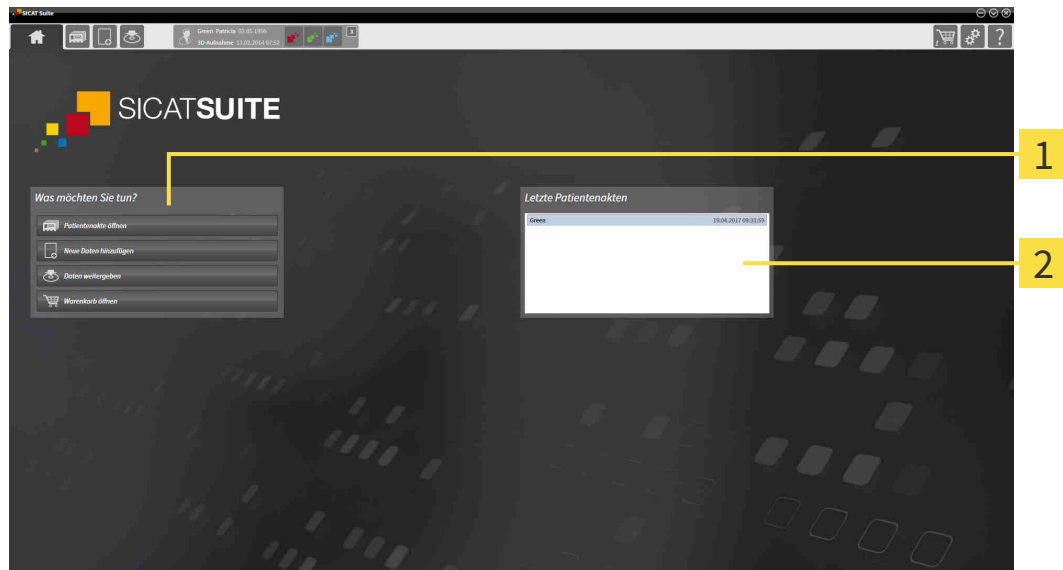 SICAT Suite
Green Patricia 02.05.1956
3D-Aufnahme 13.02.2014 07:52
x
?
SICATSUITE
1
Was möchten Sie tun?
Patientenakte öffnen
Neue Daten hinzufügen
Daten weitergeben
Warenkorb öffnen
Letzte Patientenakten
Green 19.04.2017 09:31:59
2